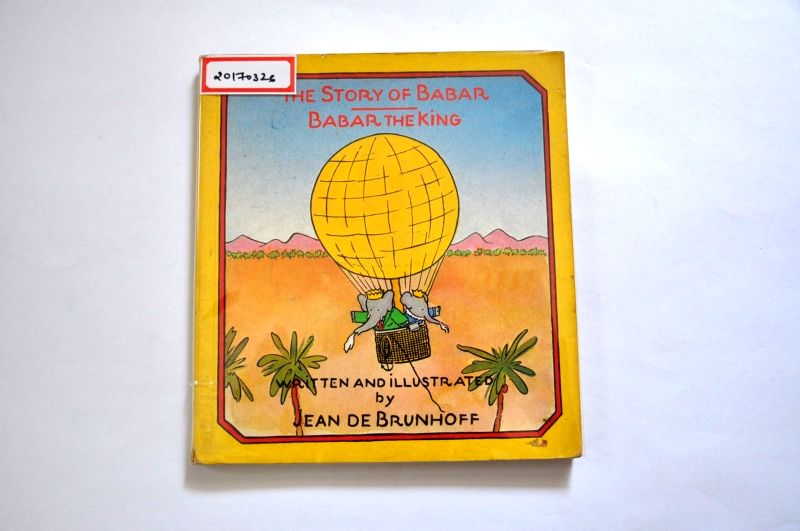 20170326
THE STORY OF BABAR
BABAR THE KING
WRITTEN AND ILLUSTRATED
by
JEAN DE BRUNHOFF